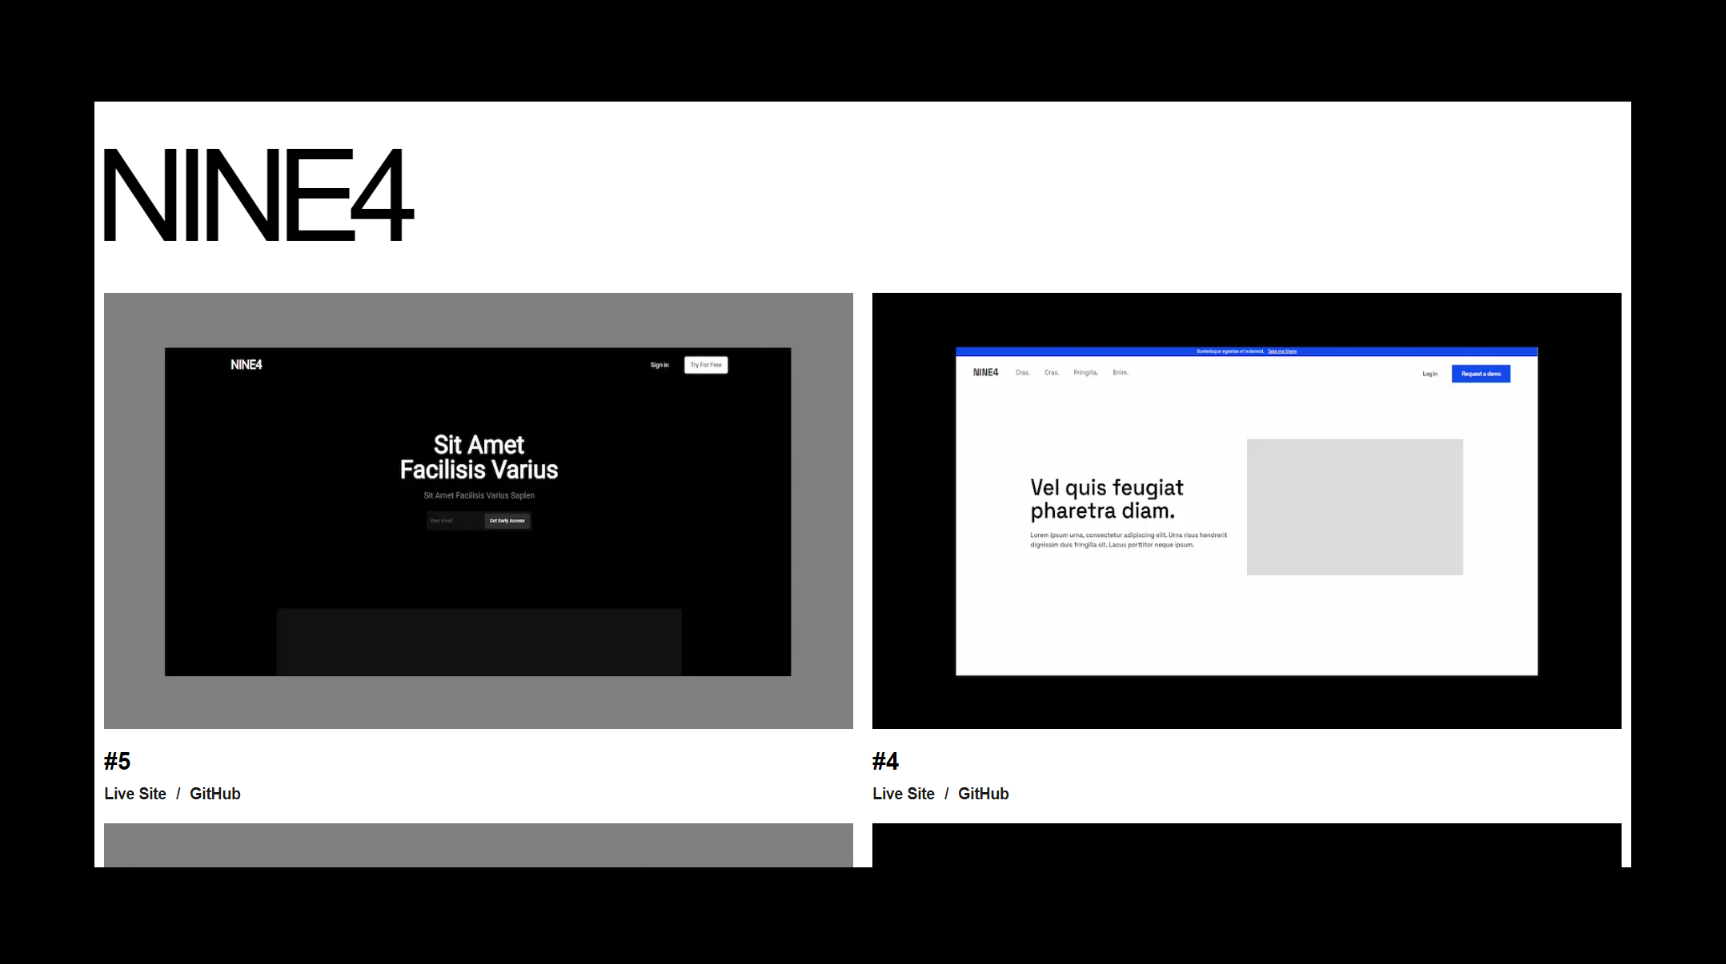 NINE4
NINE4
Sign in
Try For Free
Sit Amet
Facilisis Varius
Sit Amet Facilisis Varius Sapien
Your Email
Get Early Access
#5
Live Site / GitHub
Scelerisque egestas et euismod. Take me there
NINE4 Cras. Cras. Fringilla. Enim.
Log in
Request a demo
Vel quis feugiat
pharetra diam.
Lorem ipsum urna, consectetur adipiscing elit. Urna risus hendrerit
dignissim duis fringilla sit. Lacus porttitor neque ipsum.
#4
Live Site / GitHub